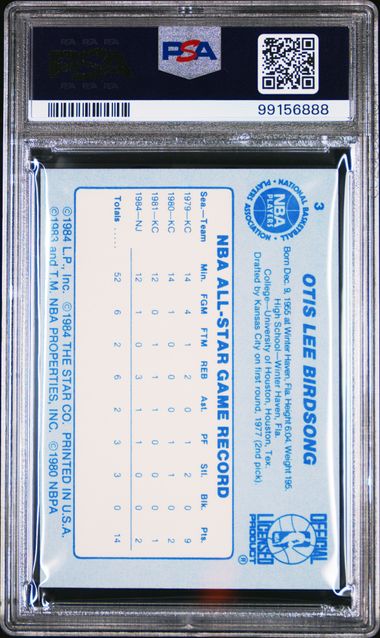 PSA
PSA
99156888
3
NATIONAL BASKETBALL
NBA
PLAYERS
PLAYERS ASSOCIATION
OTIS LEE BIRDSONG
Born Dec. 9, 1955 at Winter Haven, Fla. Height 6:04. Weight 195.
High School—Winter Haven, Fla.
College—University of Houston, Houston, Tex.
Drafted by Kansas City on first round, 1977 (2nd pick)
OFFICIAL
LICENSED
PRODUCT
®
NBA ALL-STAR GAME RECORD
Sea.—Team Min. FGM FTM REB Ast. PF Stl. Blk. Pts.
1979-KC 14 4 1 2 0 1 2 0 9
1980-KC 14 1 0 0 0 1 1 0 2
1981-KC 12 0 1 1 0 0 0 0 1
1984-NJ 12 1 0 3 2 1 0 0 2
Totals ..... 52 6 2 6 2 3 3 0 14
©1984 L.P., Inc. ©1984 THE STAR CO. PRINTED IN U.S.A.
©1983 and T.M. NBA PROPERTIES, INC. ©1980 NBPA